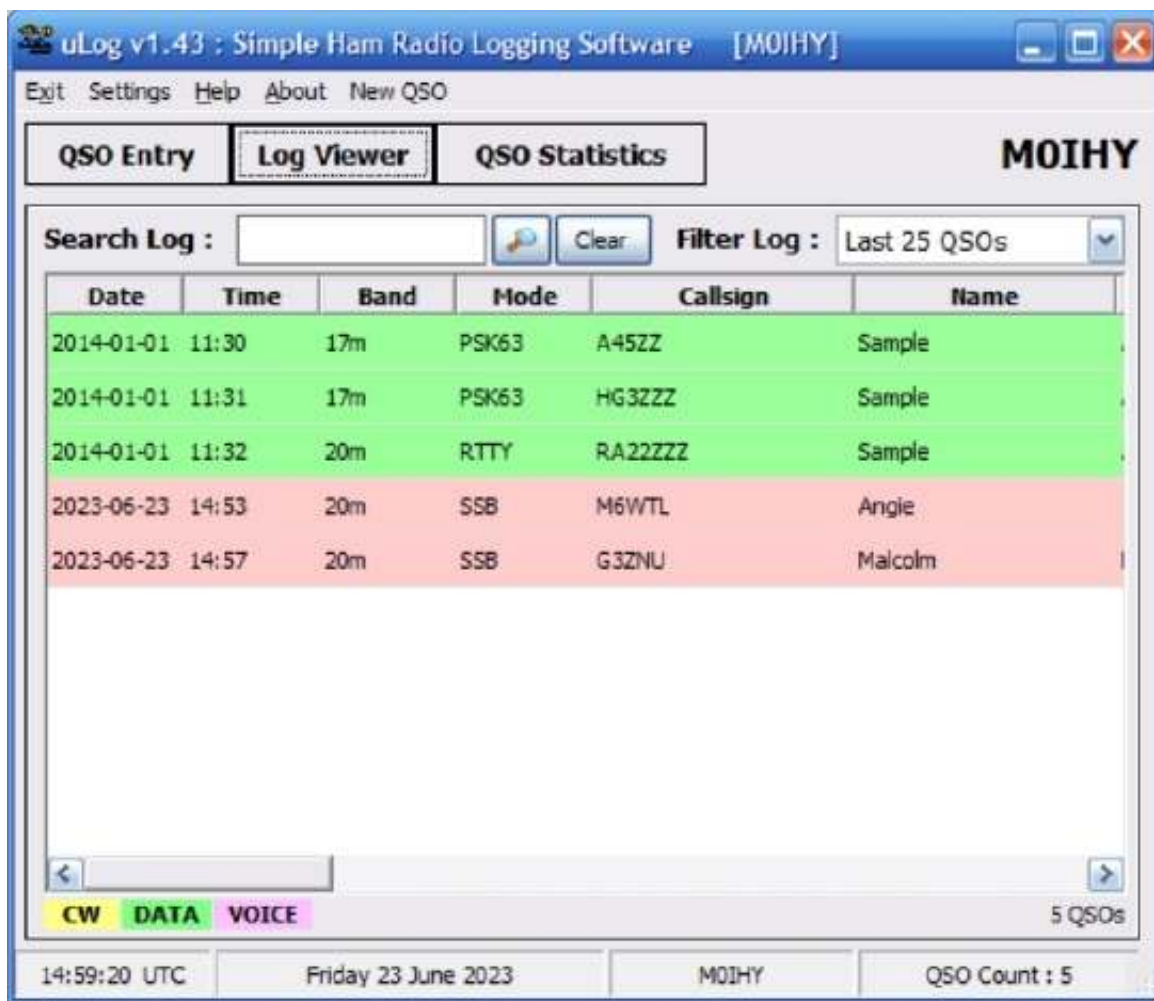 uLog v1.43 : Simple Ham Radio Logging Software [M0IHY]
Exit Settings Help About New QSO
QSO Entry Log Viewer QSO Statistics M0IHY
Search Log : Clear Filter Log : Last 25 QSOs
Date Time Band Mode Callsign Name
2014-01-01 11:30 17m PSK63 A45ZZ Sample
2014-01-01 11:31 17m PSK63 HG3ZZZ Sample
2014-01-01 11:32 20m RTTY RA22ZZZ Sample
2023-06-23 14:53 20m SSB M6WTL Angie
2023-06-23 14:57 20m SSB G3ZNU Malcolm
CW DATA VOICE 5 QSOs
14:59:20 UTC Friday 23 June 2023 M0IHY QSO Count : 5